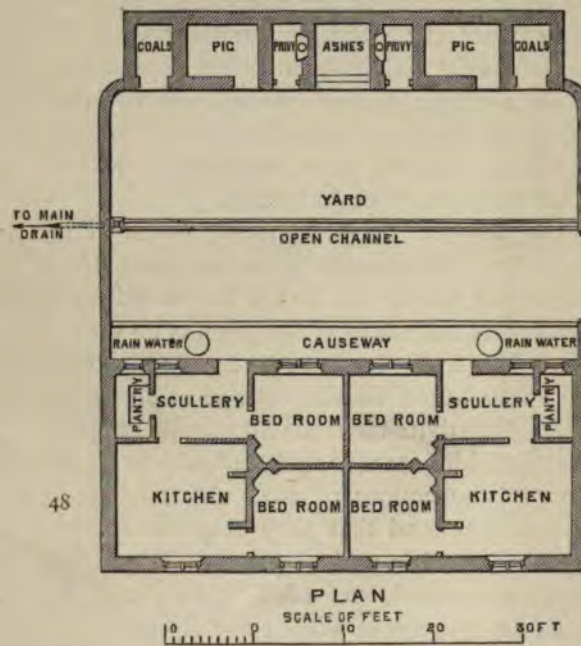 COALS PIG PRIVY ASHES PRIVY PIG COALS
YARD
TO MAIN
DRAIN
OPEN CHANNEL
RAIN WATER CAUSEWAY RAIN WATER
PANTRY SCULLERY BED ROOM BED ROOM SCULLERY PANTRY
48 KITCHEN BED ROOM BED ROOM KITCHEN
PLAN
SCALE OF FEET
10 0 10 20 30 FT